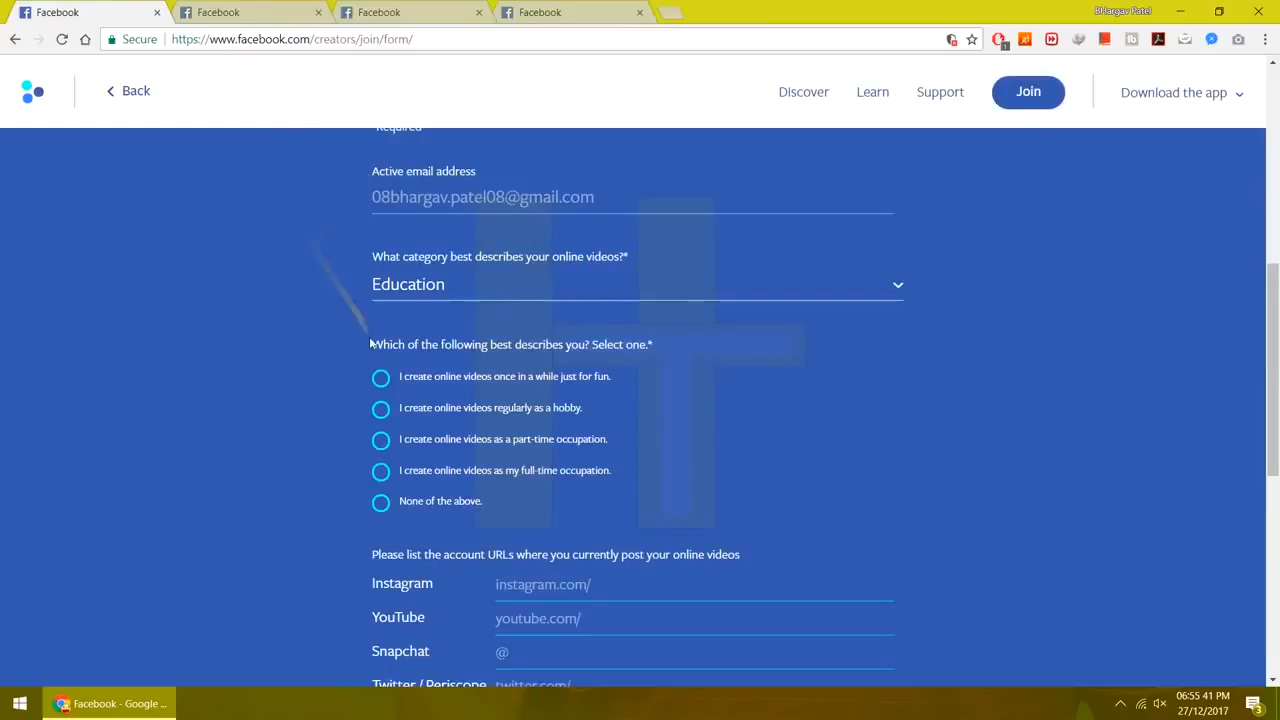 Facebook
Facebook
Facebook
Facebook
BHargav Patel
Secure https://www.facebook.com/creators/join/form/
Back
Discover
Learn
Support
Join
Download the app
*Required
Active email address
08bhargav.patel08@gmail.com
What category best describes your online videos?*
Education
Which of the following best describes you? Select one.*
I create online videos once in a while just for fun.
I create online videos regularly as a hobby.
I create online videos as a part-time occupation.
I create online videos as my full-time occupation.
None of the above.
Please list the account URLs where you currently post your online videos
Instagram instagram.com/
YouTube youtube.com/
Snapchat @
Twitter / Periscope twitter.com/
Facebook - Google ...
06:55:41 PM
27/12/2017